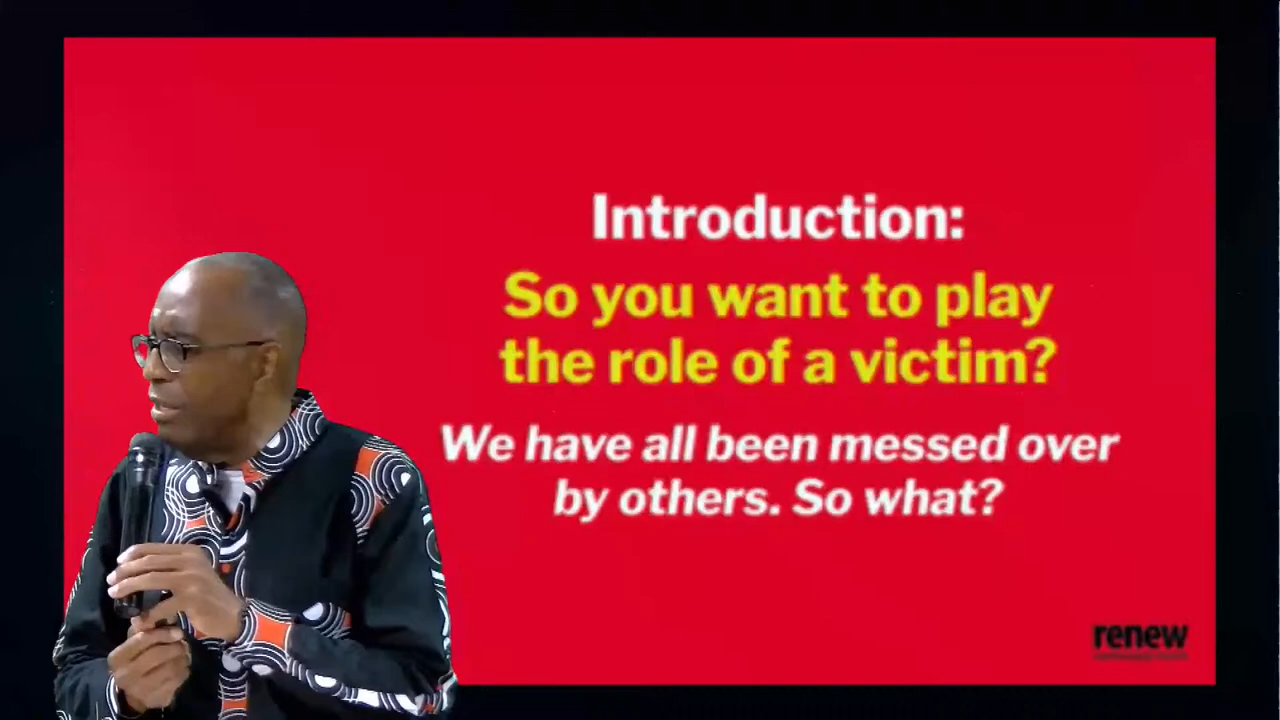 Introduction:
So you want to play
the role of a victim?
We have all been messed over
by others. So what?
renew